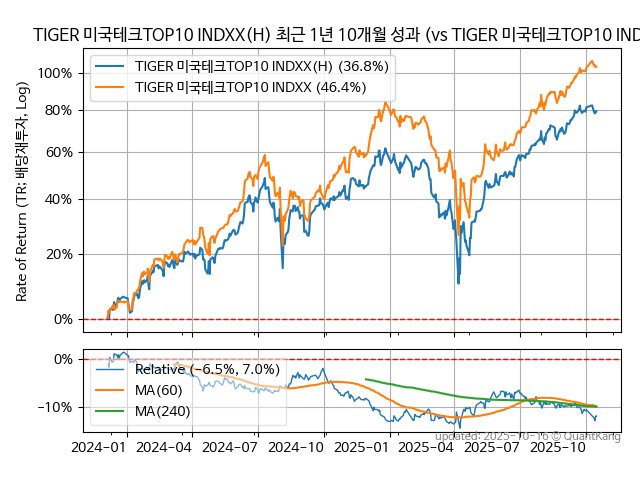 TIGER 미국테크TOP10 INDXX(H) 최근 1년 10개월 성과 (vs TIGER 미국테크TOP10 IND
TIGER 미국테크TOP10 INDXX(H) (36.8%)
TIGER 미국테크TOP10 INDXX (46.4%)
Rate of Return (TR: 배당재투자, Log)
100%
80%
60%
40%
20%
0%
0%
−10%
Relative (−6.5%, 7.0%)
MA(60)
MA(240)
2024-01 2024-04 2024-07 2024-10 2025-01 2025-04 2025-07 2025-10
updated: 2025-10-16 © QuantKang